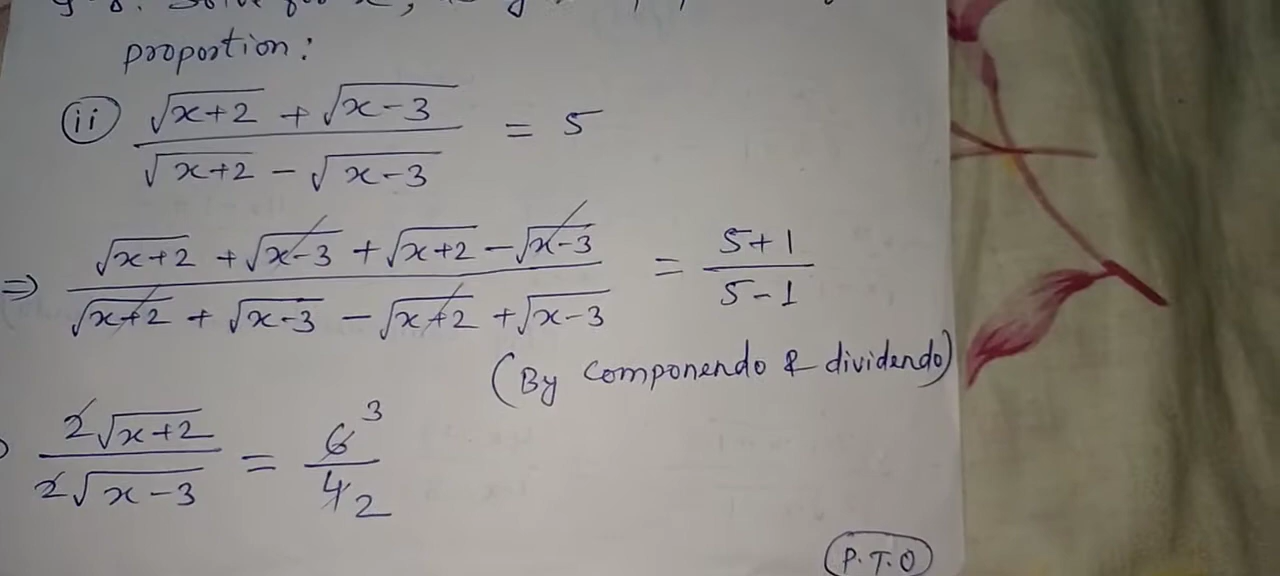 proportion:
(ii) √x+2 + √x-3 / √x+2 - √x-3 = 5
⇒ √x+2 + √x-3 + √x+2 - √x-3 / √x+2 + √x-3 - √x+2 + √x-3 = 5+1 / 5-1
(By componendo & dividendo)
2√x+2 / 2√x-3 = 6 3 / 4 2
P.T.O